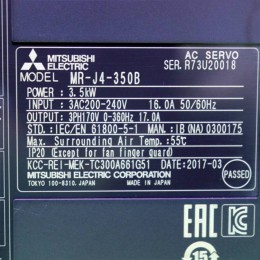 MITSUBISHI
ELECTRIC
AC SERVO
SER. R73U20018
MODEL MR-J4-350B
POWER : 3.5kW
INPUT : 3AC200-240V 16.0A 50/60Hz
OUTPUT: 3PH170V 0-360Hz 17.0A
STD.: IEC/EN 61800-5-1 MAN.: IB(NA)0300175
Max. Surrounding Air Temp.:55℃
IP20 (Except for fan finger guard)
KCC-REI-MEK-TC300A661G51 DATE:2017-03
MITSUBISHI ELECTRIC CORPORATION
TOKYO 100-8310, JAPAN MADE IN JAPAN
PASSED
EAC
15